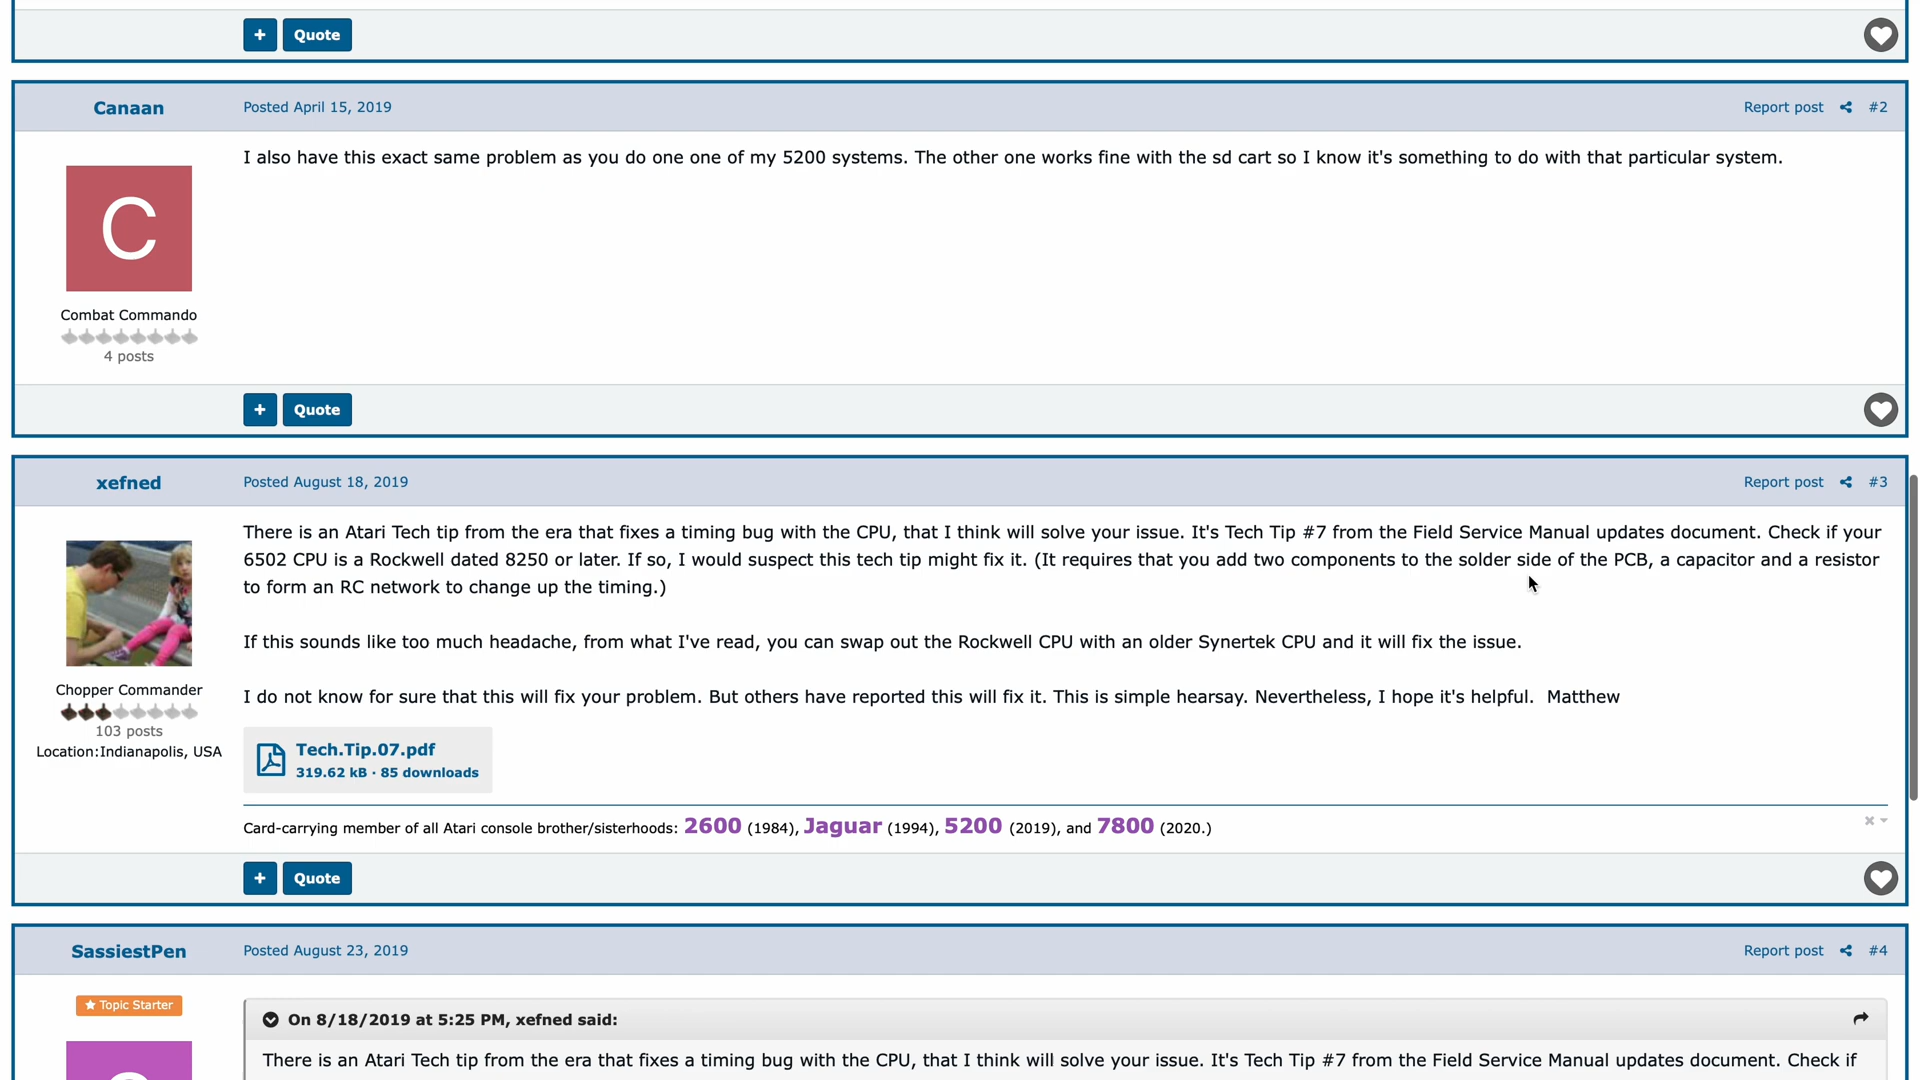 + Quote
Canaan Posted April 15, 2019 Report post #2
I also have this exact same problem as you do one one of my 5200 systems. The other one works fine with the sd cart so I know it's something to do with that particular system.
C
Combat Commando
4 posts
+ Quote
xefned Posted August 18, 2019 Report post #3
There is an Atari Tech tip from the era that fixes a timing bug with the CPU, that I think will solve your issue. It's Tech Tip #7 from the Field Service Manual updates document. Check if your
6502 CPU is a Rockwell dated 8250 or later. If so, I would suspect this tech tip might fix it. (It requires that you add two components to the solder side of the PCB, a capacitor and a resistor
to form an RC network to change up the timing.)
If this sounds like too much headache, from what I've read, you can swap out the Rockwell CPU with an older Synertek CPU and it will fix the issue.
Chopper Commander
103 posts
Location:Indianapolis, USA
I do not know for sure that this will fix your problem. But others have reported this will fix it. This is simple hearsay. Nevertheless, I hope it's helpful.  Matthew
Tech.Tip.07.pdf
319.62 kB · 85 downloads
Card-carrying member of all Atari console brother/sisterhoods: 2600 (1984), Jaguar (1994), 5200 (2019), and 7800 (2020.)
+ Quote
SassiestPen Posted August 23, 2019 Report post #4
Topic Starter
On 8/18/2019 at 5:25 PM, xefned said:
There is an Atari Tech tip from the era that fixes a timing bug with the CPU, that I think will solve your issue. It's Tech Tip #7 from the Field Service Manual updates document. Check if